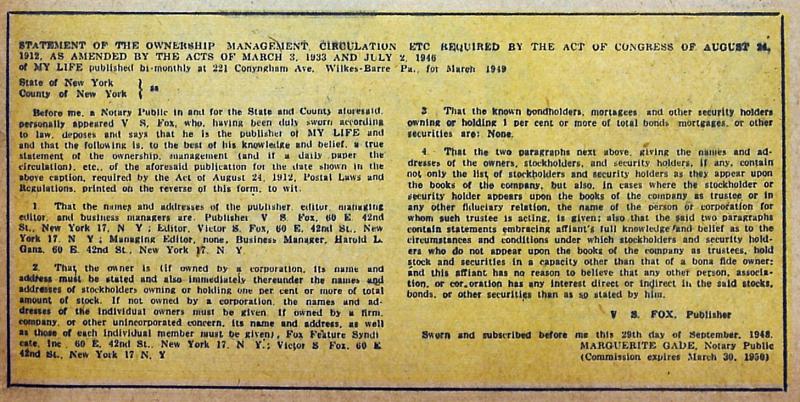 STATEMENT OF THE OWNERSHIP MANAGEMENT, CIRCULATION ETC REQUIRED BY THE ACT OF CONGRESS OF AUGUST 24,
1912, AS AMENDED BY THE ACTS OF MARCH 3, 1933 AND JULY 2, 1946
of MY LIFE published bi-monthly at 221 Conyngham Ave, Wilkes-Barre Pa., for March 1949
State of New York
County of New York } ss
Before me, a Notary Public in and for the State and County aforesaid,
personally appeared V S. Fox, who, having been duly sworn according
to law, deposes and says that he is the publisher of MY LIFE and
and that the following is, to the best of his knowledge and belief, a true
statement of the ownership, management (and if a daily paper the
circulation), etc., of the aforesaid publication for the date shown in the
above caption, required by the Act of August 24, 1912, Postal Laws and
Regulations, printed on the reverse of this form, to wit.
1. That the names and addresses of the publisher, editor, managing
editor, and business managers are. Publisher V S. Fox, 60 E. 42nd
St., New York 17, N Y; Editor, Victor S. Fox, 60 E. 42nd St., New
York 17. N Y; Managing Editor, none, Business Manager, Harold L.
Ganz, 60 E. 42nd St., New York 17. N. Y
2. That the owner is (if owned by a corporation, its name and
address must be stated and also immediately thereunder the names and
addresses of stockholders owning or holding one per cent or more of total
amount of stock. If not owned by a corporation, the names and ad-
dresses of the individual owners must be given. If owned by a firm,
company, or other unincorporated concern, its name and address, as well
as those of each individual member must be given), Fox Feature Syndi
cate, Inc, 60 E. 42nd St., New York 17. N Y.; Victor S Fox, 60 E
42nd St., New York 17 N. Y
3 That the known bondholders, mortagees and other security holders
owning or holding 1 per cent or more of total bonds mortgages, or other
securities are: None.
4. That the two paragraphs next above, giving the names and ad-
dresses of the owners, stockholders, and security holders, if any, contain
not only the list of stockholders and security holders as they appear upon
the books of the company, but also, in cases where the stockholder or
security holder appears upon the books of the company as trustee or in
any other fiduciary relation, the name of the person or corporation for
whom such trustee is acting, is given; also that the said two paragraphs
contain statements embracing affiant's full knowledge and belief as to the
circumstances and conditions under which stockholders and security hold-
ers who do not appear upon the books of the company as trustees, hold
stock and securities in a capacity other than that of a bona fide owner;
and this affiant has no reason to believe that any other person, associa-
tion, or corporation has any interest direct or indirect in the said stocks,
bonds, or other securities than as so stated by him.
V S. FOX, Publisher
Sworn and subscribed before me this 29th day of September, 1948.
MARGUERITE GADE, Notary Public
(Commission expires March 30, 1950)